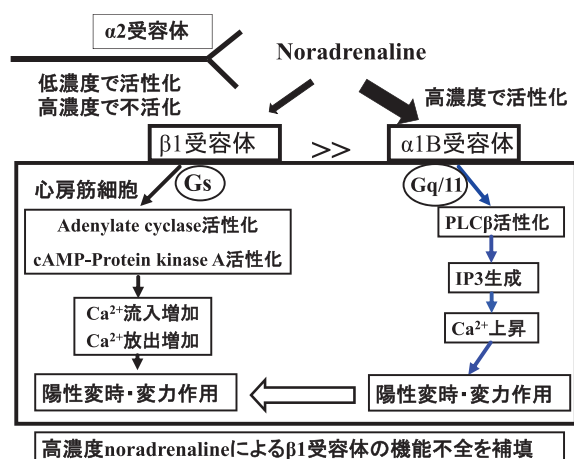 α2受容体
Noradrenaline
低濃度で活性化
高濃度で不活化
高濃度で活性化
β1受容体
>>
α1B受容体
心房筋細胞
Gs
Gq/11
Adenylate cyclase活性化
cAMP-Protein kinase A活性化
PLCβ活性化
IP3生成
Ca²⁺流入増加
Ca²⁺放出増加
Ca²⁺上昇
陽性変時・変力作用
陽性変時・変力作用
高濃度noradrenalineによるβ1受容体の機能不全を補填